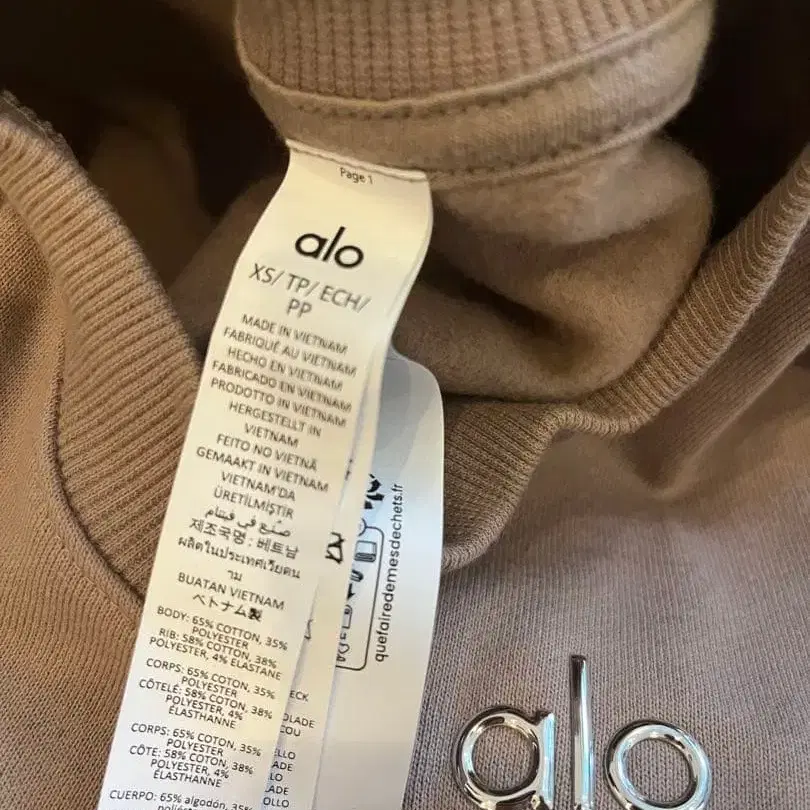 Page 1
alo
XS/ TP/ ECH/
PP
MADE IN VIETNAM
FABRIQUÉ AU VIETNAM
HECHO EN VIETNAM
FABRICADO EN VIETNAM
PRODOTTO IN VIETNAM
HERGESTELLT IN
VIETNAM
FEITO NO VIETNÃ
GEMAAKT IN VIETNAM
VIETNAM'DA
ÜRETİLMİŞTİR
صنع في فيتنام
제조국명 : 베트남
ผลิตในประเทศเวียดน
าม
BUATAN VIETNAM
ベトナム製
BODY: 65% COTTON, 35%
POLYESTER
RIB: 58% COTTON, 38%
POLYESTER, 4% ELASTANE
CORPS: 65% COTON, 35%
POLYESTER
CÔTELÉ: 58% COTON, 38%
POLYESTER, 4%
ÉLASTHANNE
CORPS: 65% COTON, 35%
POLYESTER
CÔTE: 58% COTON, 38%
POLYESTER, 4%
ÉLASTHANNE
CUERPO: 65% algodón, 35%
quefairedemesdechets.fr
alo